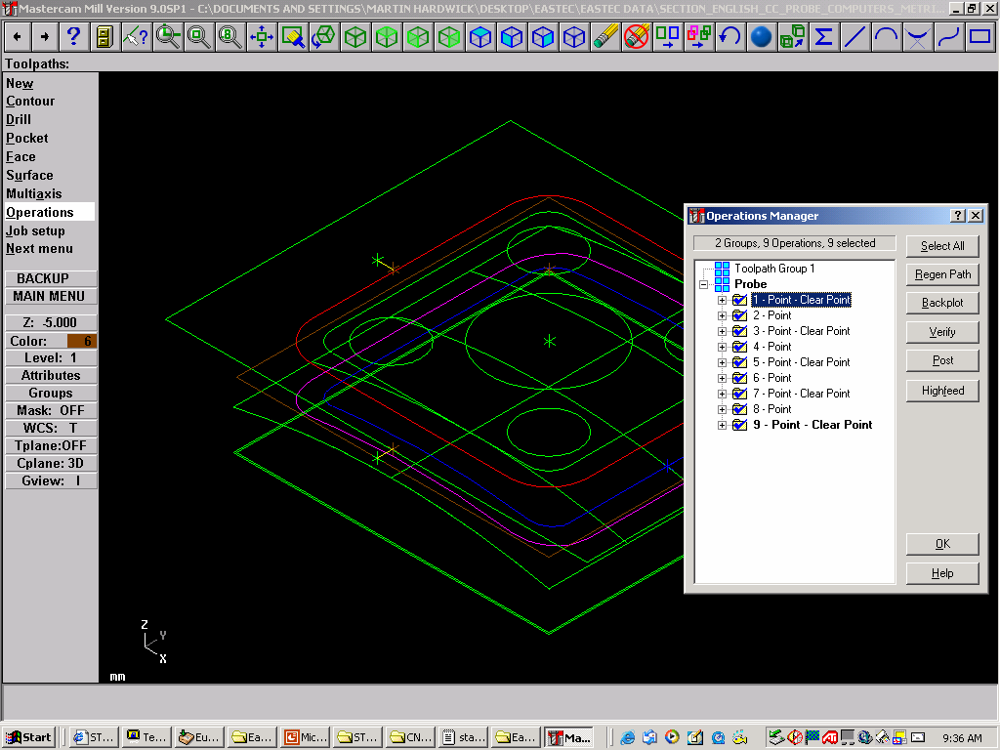 Mastercam Mill Version 9.0SP1 - C:\DOCUMENTS AND SETTINGS\MARTIN HARDWICK\DESKTOP\EASTEC\EASTEC DATA\SECTION_ENGLISH_CC_PROBE_COMPUTERS_METRI...
Toolpaths:
New
Contour
Drill
Pocket
Face
Surface
Multiaxis
Operations
Job setup
Next menu
BACKUP
MAIN MENU
Z: -5.000
Color: 6
Level: 1
Attributes
Groups
Mask: OFF
WCS: T
Tplane:OFF
Cplane: 3D
Gview: I
Z
Y
X
mm
Operations Manager
2 Groups, 9 Operations, 9 selected
Toolpath Group 1
Probe
1 - Point - Clear Point
2 - Point
3 - Point - Clear Point
4 - Point
5 - Point - Clear Point
6 - Point
7 - Point - Clear Point
8 - Point
9 - Point - Clear Point
Select All
Regen Path
Backplot
Verify
Post
Highfeed
OK
Help
Start
ST...
Te...
Eu...
Ea...
Mic...
ST...
CN...
sta...
Ea...
Ma...
9:36 AM